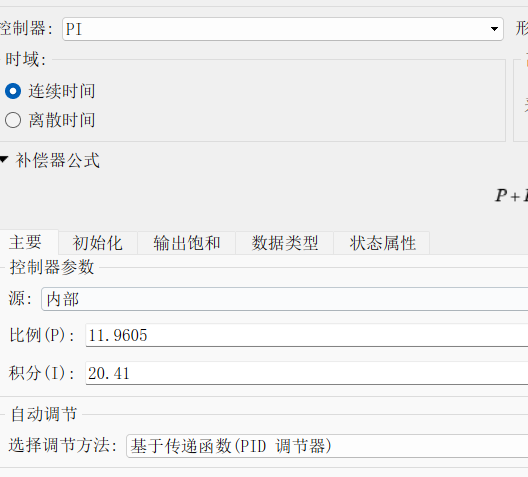 控制器: PI
时域:
连续时间
离散时间
补偿器公式
P +
主要 初始化 输出饱和 数据类型 状态属性
控制器参数
源: 内部
比例(P): 11.9605
积分(I): 20.41
自动调节
选择调节方法: 基于传递函数(PID 调节器)